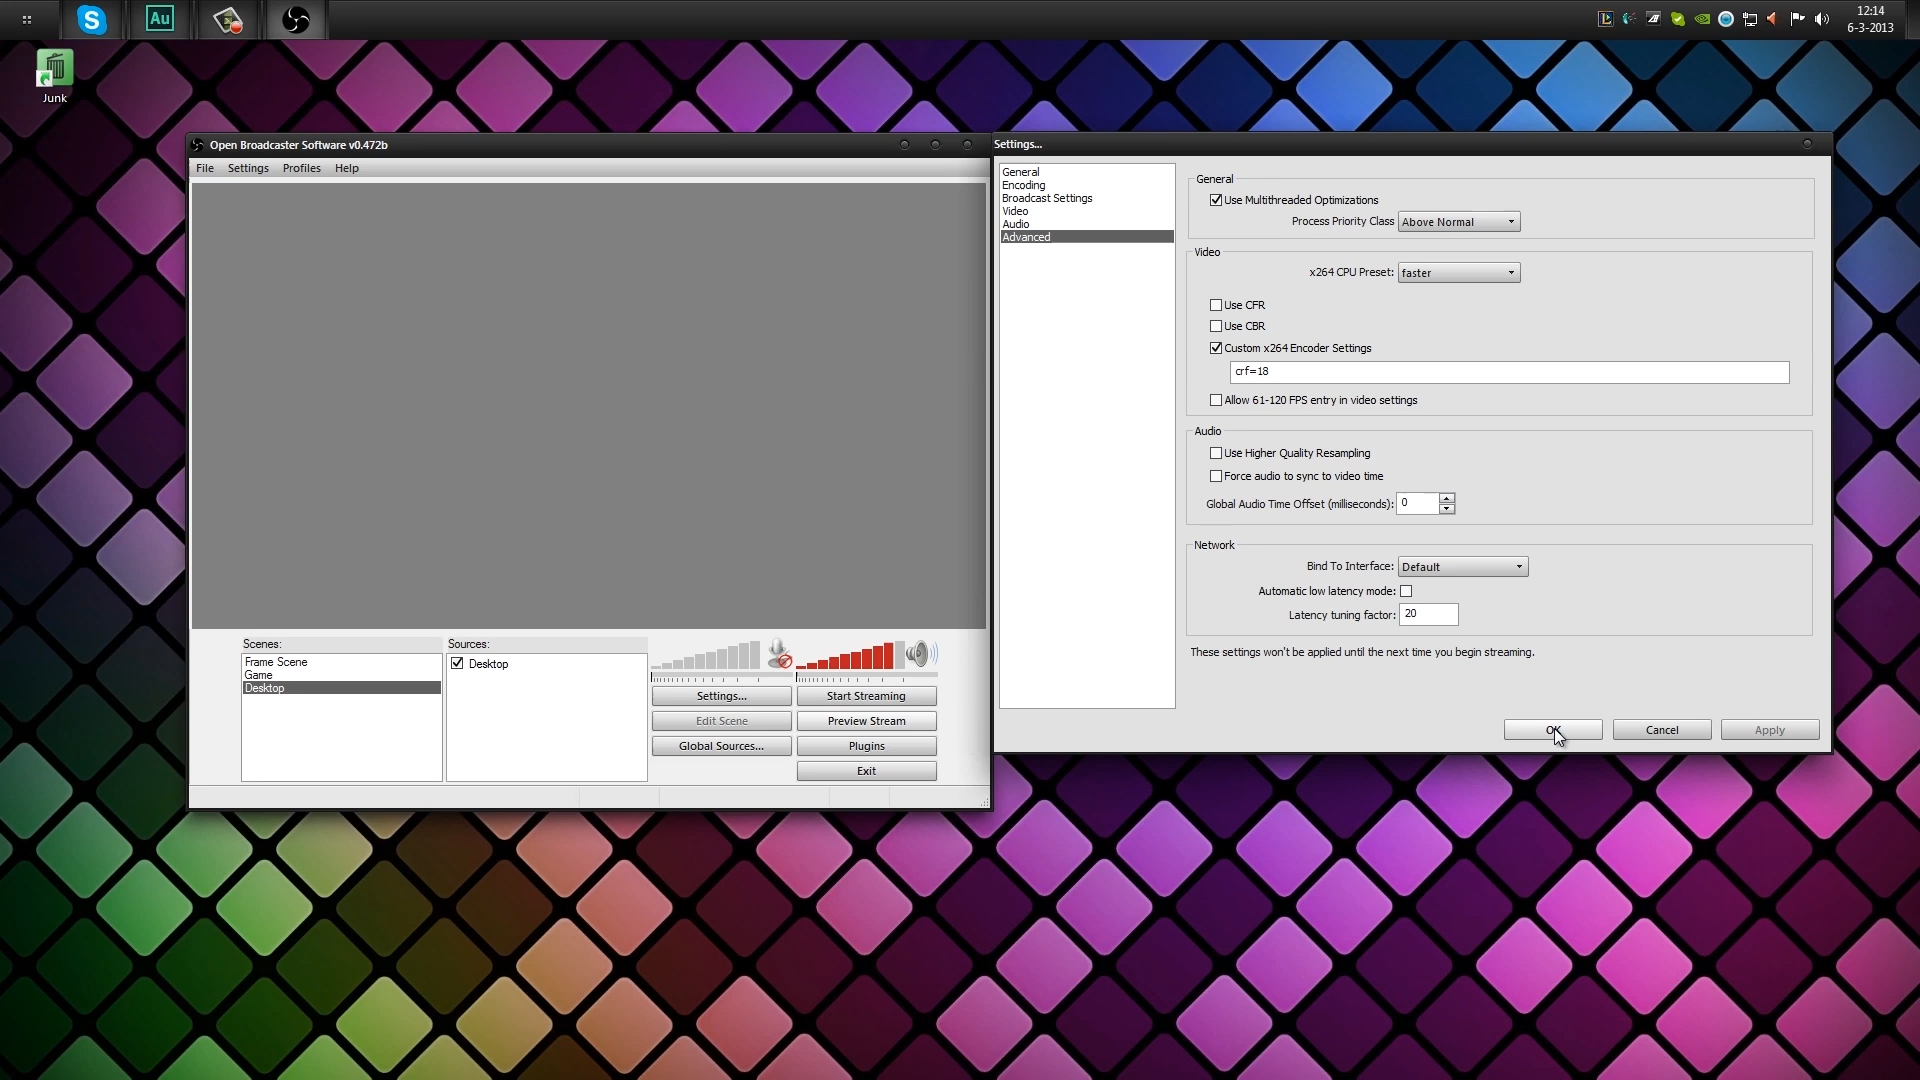 Au
12:14
6-3-2013
Junk
Open Broadcaster Software v0.472b
File Settings Profiles Help
Scenes:
Frame Scene
Game
Desktop
Sources:
Desktop
Settings...
Start Streaming
Edit Scene
Preview Stream
Global Sources...
Plugins
Exit
Settings...
General
Encoding
Broadcast Settings
Video
Audio
Advanced
General
Use Multithreaded Optimizations
Process Priority Class Above Normal
Video
x264 CPU Preset: faster
Use CFR
Use CBR
Custom x264 Encoder Settings
crf=18
Allow 61-120 FPS entry in video settings
Audio
Use Higher Quality Resampling
Force audio to sync to video time
Global Audio Time Offset (milliseconds): 0
Network
Bind To Interface: Default
Automatic low latency mode:
Latency tuning factor: 20
These settings won't be applied until the next time you begin streaming.
OK Cancel Apply